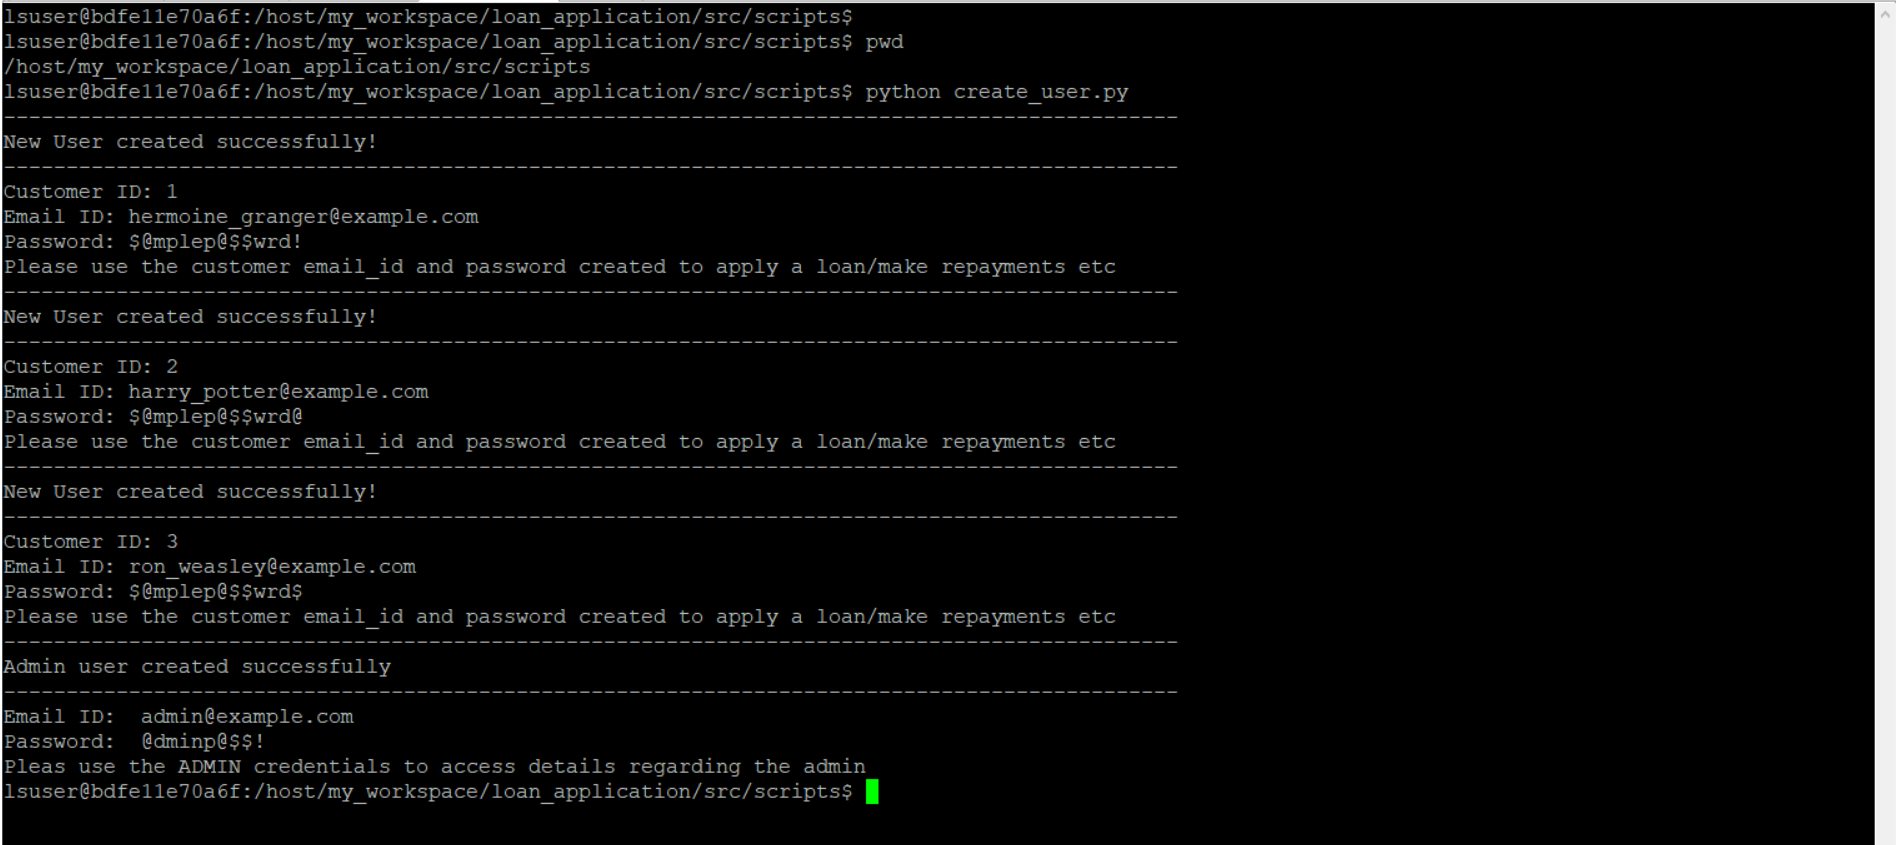 lsuser@bdfe11e70a6f:/host/my_workspace/loan_application/src/scripts$
lsuser@bdfe11e70a6f:/host/my_workspace/loan_application/src/scripts$ pwd
/host/my_workspace/loan_application/src/scripts
lsuser@bdfe11e70a6f:/host/my_workspace/loan_application/src/scripts$ python create_user.py
----------------------------------------------------------------------------------------------
New User created successfully!
----------------------------------------------------------------------------------------------
Customer ID: 1
Email ID: hermoine_granger@example.com
Password: $@mplep@$$wrd!
Please use the customer email_id and password created to apply a loan/make repayments etc
----------------------------------------------------------------------------------------------
New User created successfully!
----------------------------------------------------------------------------------------------
Customer ID: 2
Email ID: harry_potter@example.com
Password: $@mplep@$$wrd@
Please use the customer email_id and password created to apply a loan/make repayments etc
----------------------------------------------------------------------------------------------
New User created successfully!
----------------------------------------------------------------------------------------------
Customer ID: 3
Email ID: ron_weasley@example.com
Password: $@mplep@$$wrd$
Please use the customer email_id and password created to apply a loan/make repayments etc
----------------------------------------------------------------------------------------------
Admin user created successfully
----------------------------------------------------------------------------------------------
Email ID:  admin@example.com
Password:  @dminp@$$!
Pleas use the ADMIN credentials to access details regarding the admin
lsuser@bdfe11e70a6f:/host/my_workspace/loan_application/src/scripts$